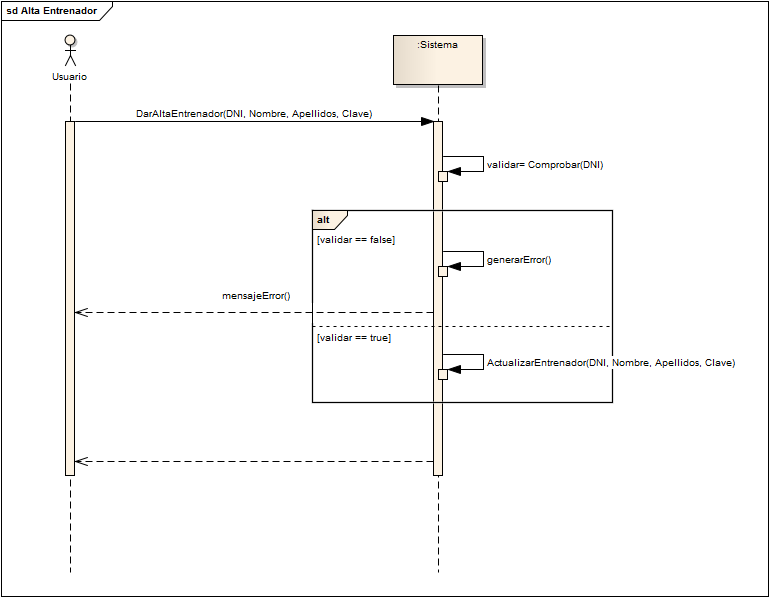 sd Alta Entrenador
Usuario
:Sistema
DarAltaEntrenador(DNI, Nombre, Apellidos, Clave)
validar= Comprobar(DNI)
alt
[validar == false]
generarError()
mensajeError()
[validar == true]
ActualizarEntrenador(DNI, Nombre, Apellidos, Clave)